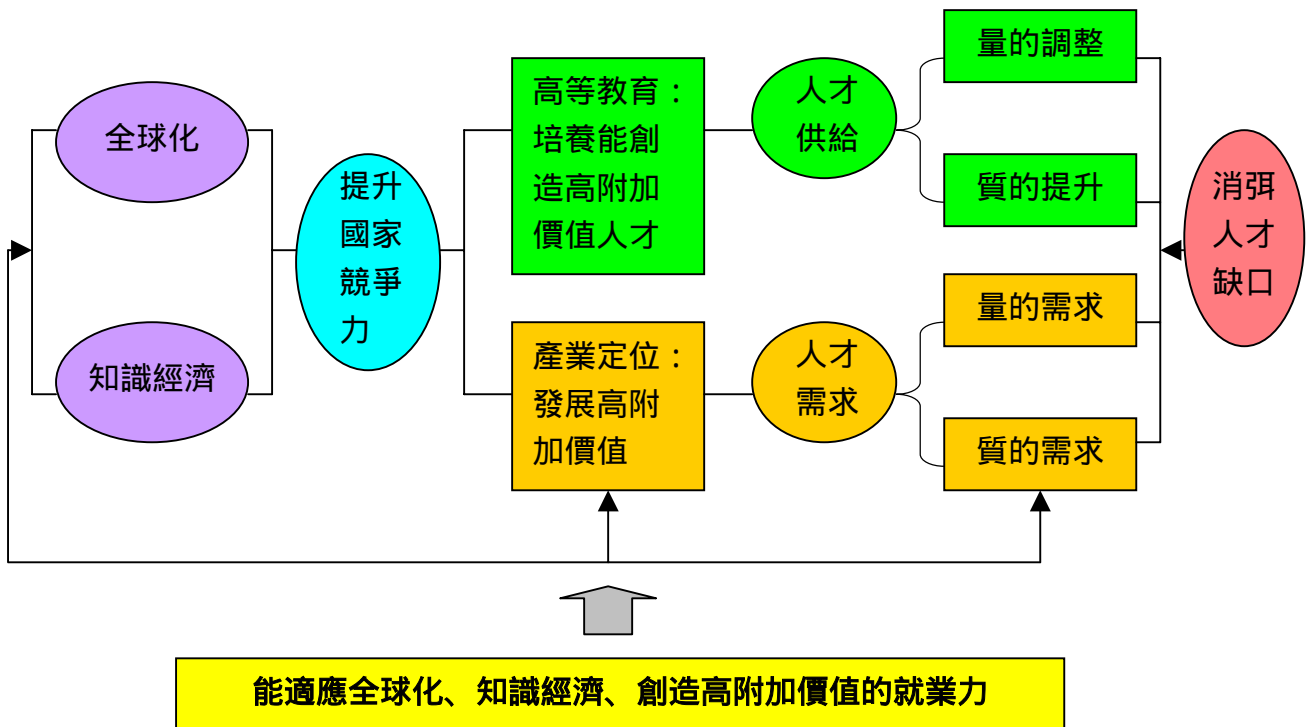 全球化
知識經濟
提升
國家
競爭
力
高等教育：
培養能創
造高附加
價值人才
產業定位：
發展高附
加價值
人才
供給
人才
需求
量的調整
質的提升
量的需求
質的需求
消弭
人才
缺口
能適應全球化、知識經濟、創造高附加價值的就業力